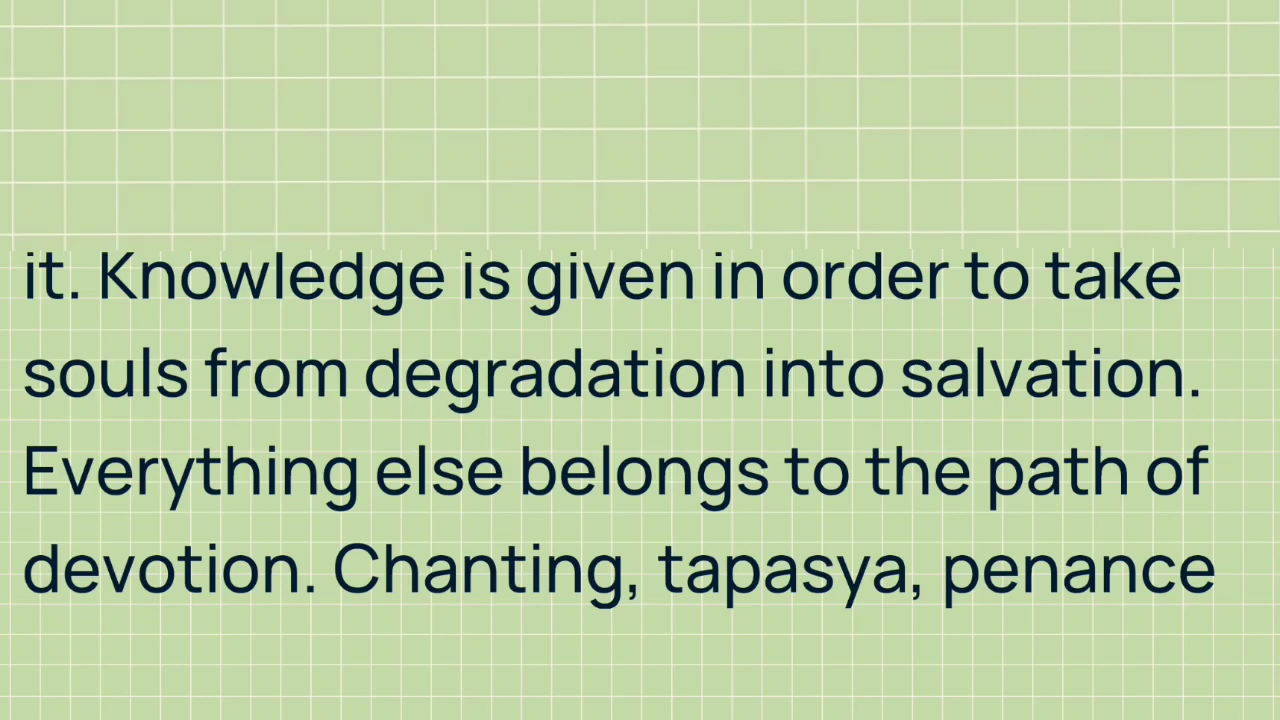 it. Knowledge is given in order to take
souls from degradation into salvation.
Everything else belongs to the path of
devotion. Chanting, tapasya, penance